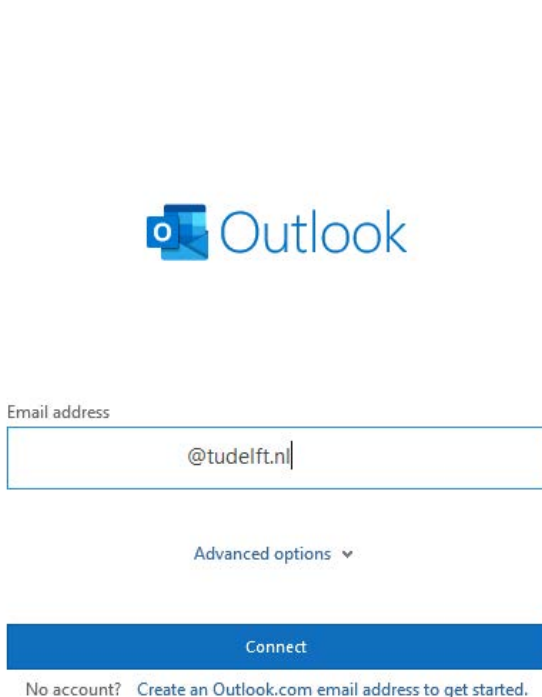 O Outlook
Email address
@tudelft.nl
Advanced options
Connect
No account? Create an Outlook.com email address to get started.